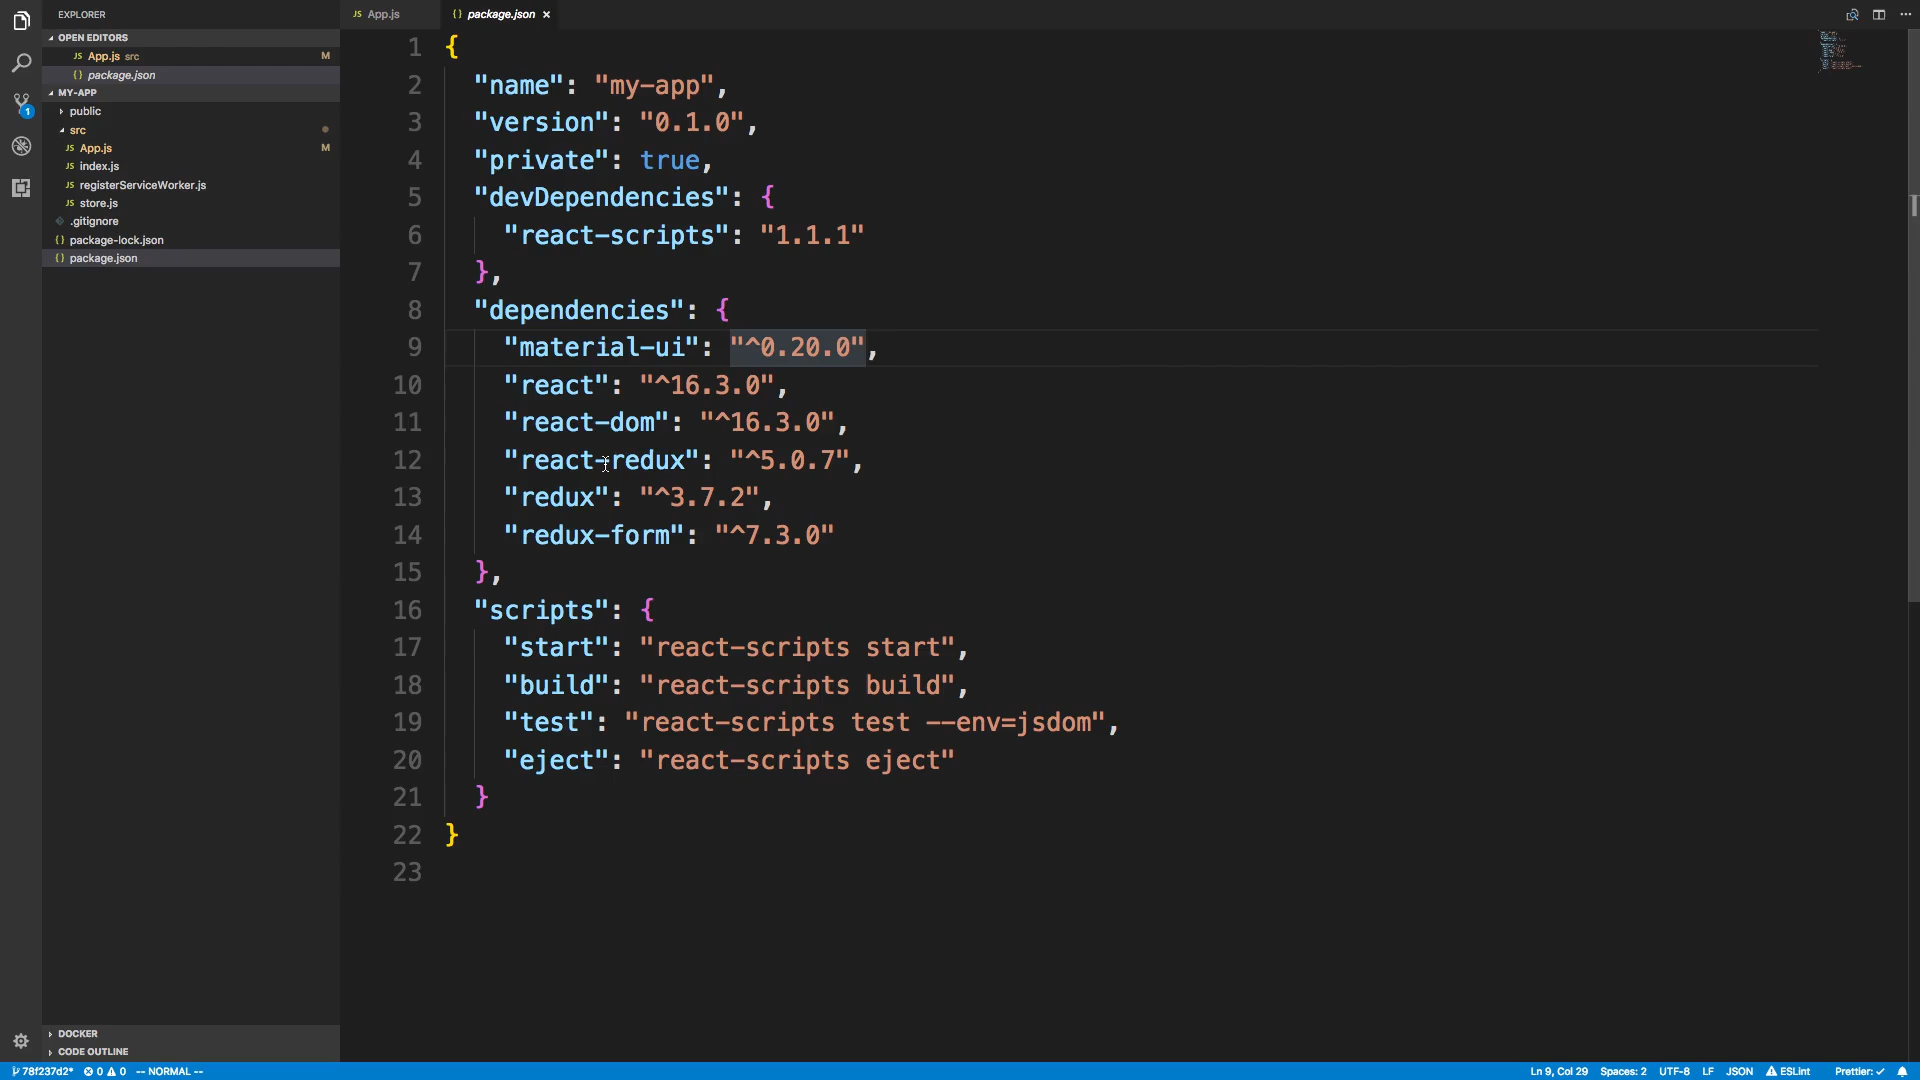 EXPLORER
OPEN EDITORS
JS App.js src M
{} package.json
MY-APP
public
src
JS App.js M
JS index.js
JS registerServiceWorker.js
JS store.js
.gitignore
{} package-lock.json
{} package.json
DOCKER
CODE OUTLINE
1
JS App.js
{} package.json ×
1 {
2 "name": "my-app",
3 "version": "0.1.0",
4 "private": true,
5 "devDependencies": {
6 "react-scripts": "1.1.1"
7 },
8 "dependencies": {
9 "material-ui": "^0.20.0",
10 "react": "^16.3.0",
11 "react-dom": "^16.3.0",
12 "react-redux": "^5.0.7",
13 "redux": "^3.7.2",
14 "redux-form": "^7.3.0"
15 },
16 "scripts": {
17 "start": "react-scripts start",
18 "build": "react-scripts build",
19 "test": "react-scripts test --env=jsdom",
20 "eject": "react-scripts eject"
21 }
22 }
23
78f237d2* 0 0 -- NORMAL -- Ln 9, Col 29 Spaces: 2 UTF-8 LF JSON ESLint Prettier: ✓